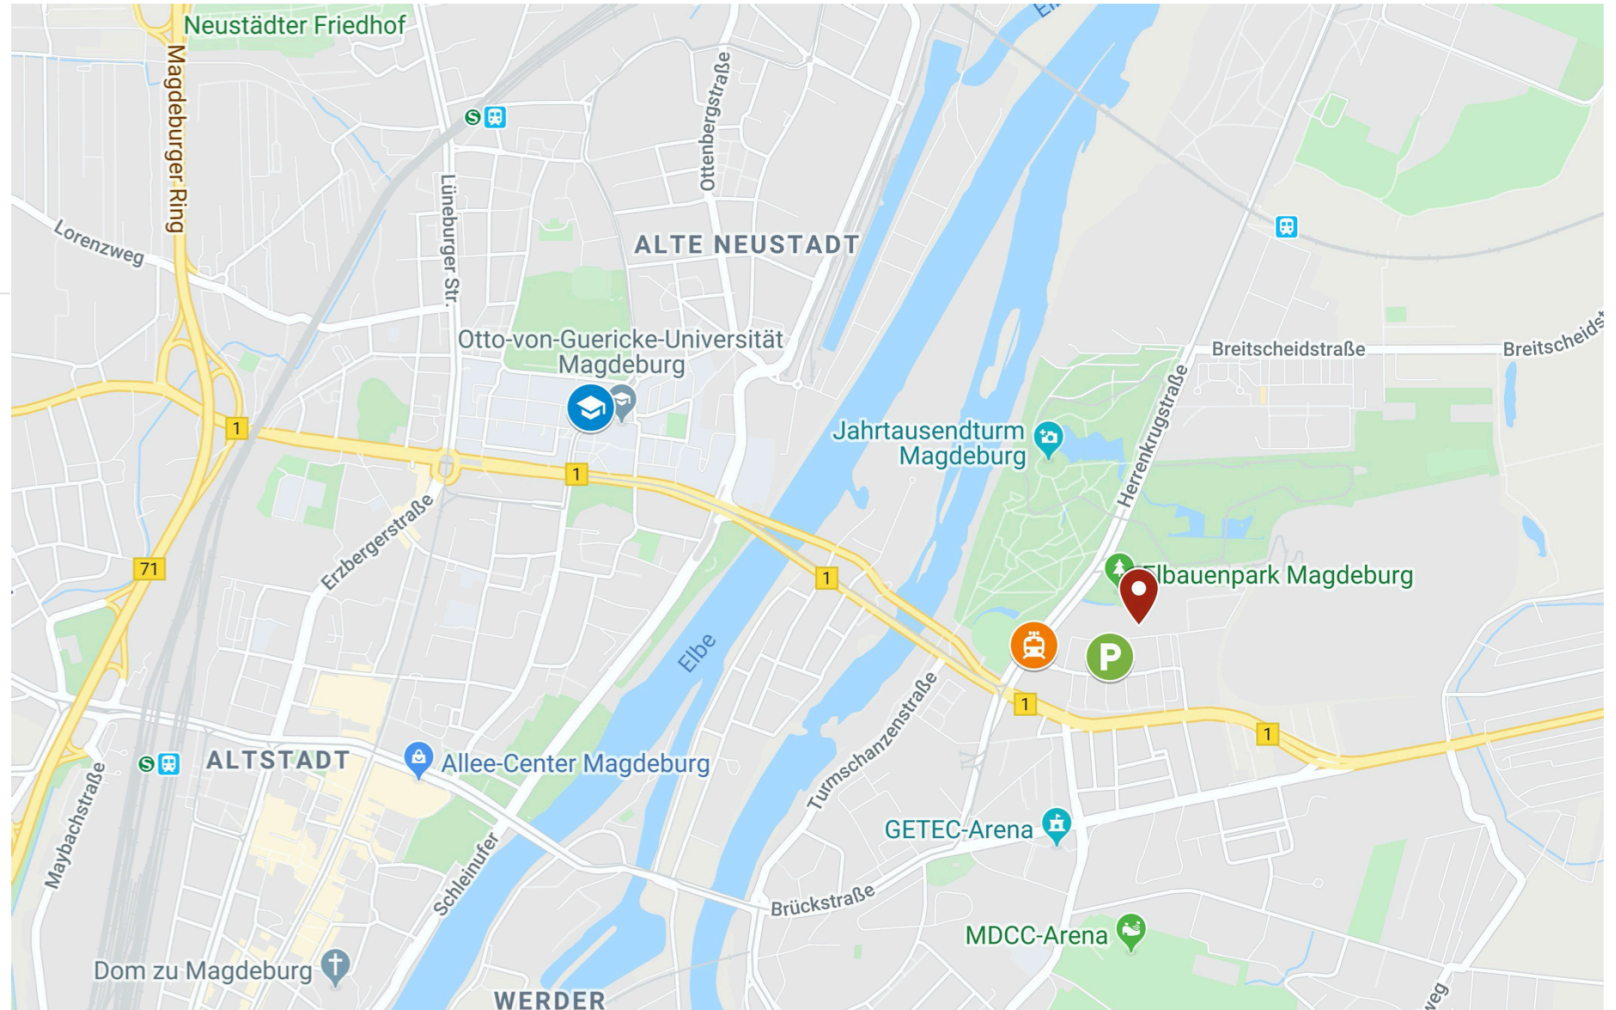 Neustädter Friedhof
Magdeburger Ring
S
Ottenbergstraße
Lüneburger Str.
Lorenzweg
ALTE NEUSTADT
Otto-von-Guericke-Universität
Magdeburg
Breitscheidstraße
Breitscheidst
Herrenkrugstraße
Jahrtausendturm
Magdeburg
1
1
Erzbergerstraße
71
1
Elbauenpark Magdeburg
P
Elbe
1
1
Turmschanzenstraße
S
ALTSTADT
Allee-Center Magdeburg
Maybachstraße
Schleinufer
GETEC-Arena
Brückstraße
MDCC-Arena
Dom zu Magdeburg
WERDER
weg